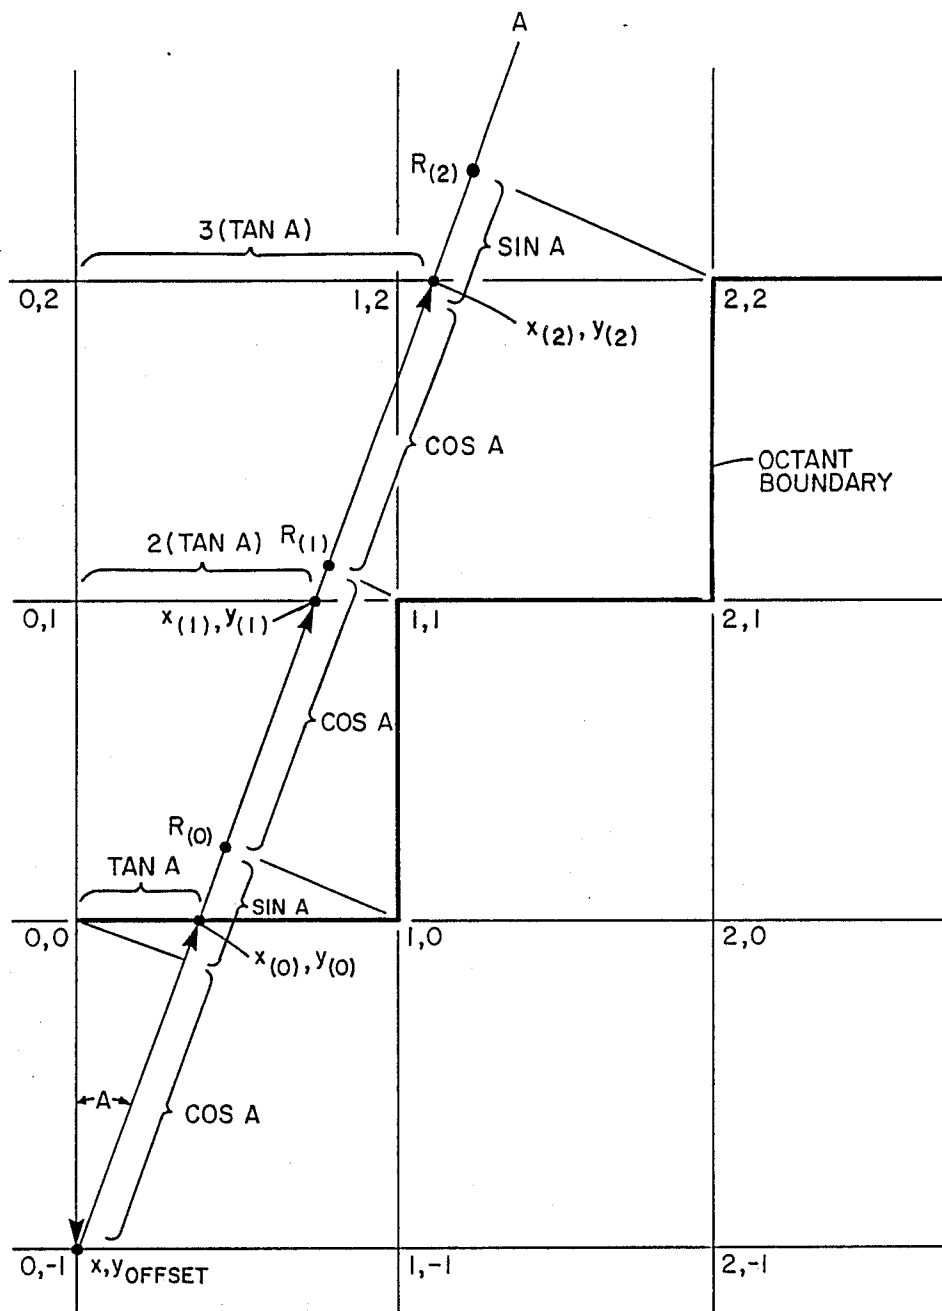 A
R(2)
3(TAN A)
SIN A
0,2
1,2
2,2
x(2), y(2)
COS A
OCTANT
BOUNDARY
R(1)
2(TAN A)
0,1
x(1), y(1)
1,1
2,1
COS A
R(0)
TAN A
SIN A
0,0
x(0), y(0)
1,0
2,0
A
COS A
0,-1
x,yOFFSET
1,-1
2,-1